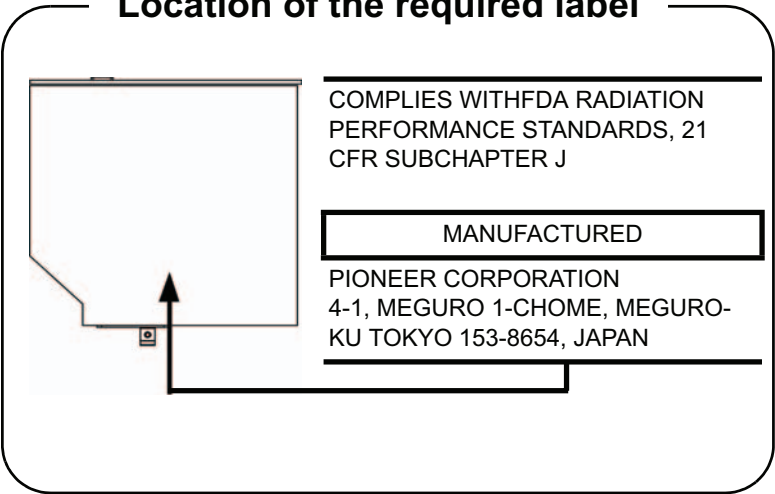 Location of the required label
COMPLIES WITHFDA RADIATION
PERFORMANCE STANDARDS, 21
CFR SUBCHAPTER J
MANUFACTURED
PIONEER CORPORATION
4-1, MEGURO 1-CHOME, MEGURO-
KU TOKYO 153-8654, JAPAN